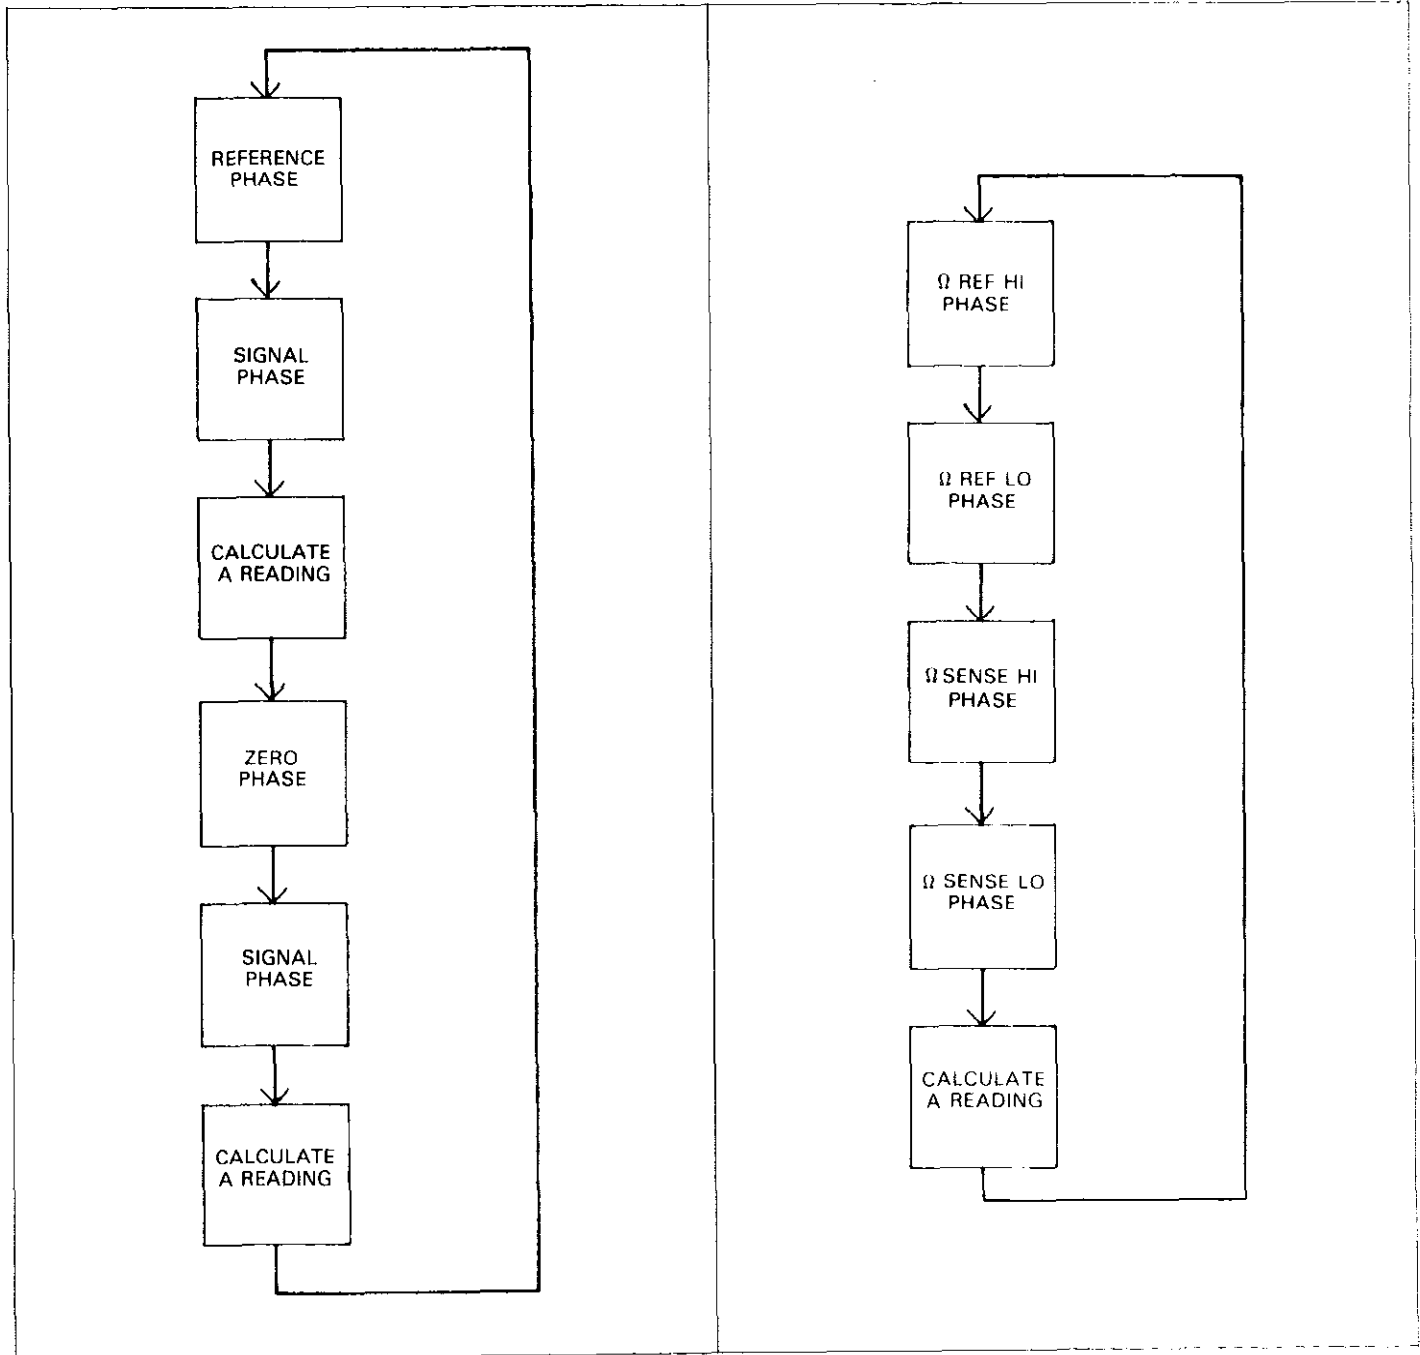 REFERENCE
PHASE
SIGNAL
PHASE
CALCULATE
A READING
ZERO
PHASE
SIGNAL
PHASE
CALCULATE
A READING
Ω REF HI
PHASE
Ω REF LO
PHASE
Ω SENSE HI
PHASE
Ω SENSE LO
PHASE
CALCULATE
A READING